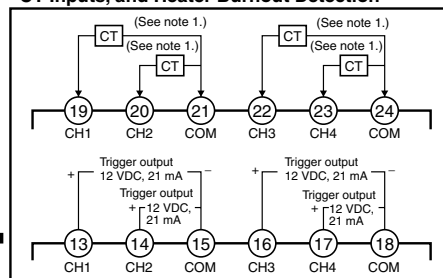 CT Inputs, and Heater Burnout Detection
(See note 1.) (See note 1.)
CT (See note 1.) CT (See note 1.)
CT CT
19 20 21 22 23 24
CH1 CH2 COM CH3 CH4 COM
Trigger output Trigger output
+ 12 VDC, 21 mA − + 12 VDC, 21 mA −
Trigger output Trigger output
+ 12 VDC, − + 12 VDC, −
21 mA 21 mA
13 14 15 16 17 18
CH1 CH2 COM CH3 CH4 COM